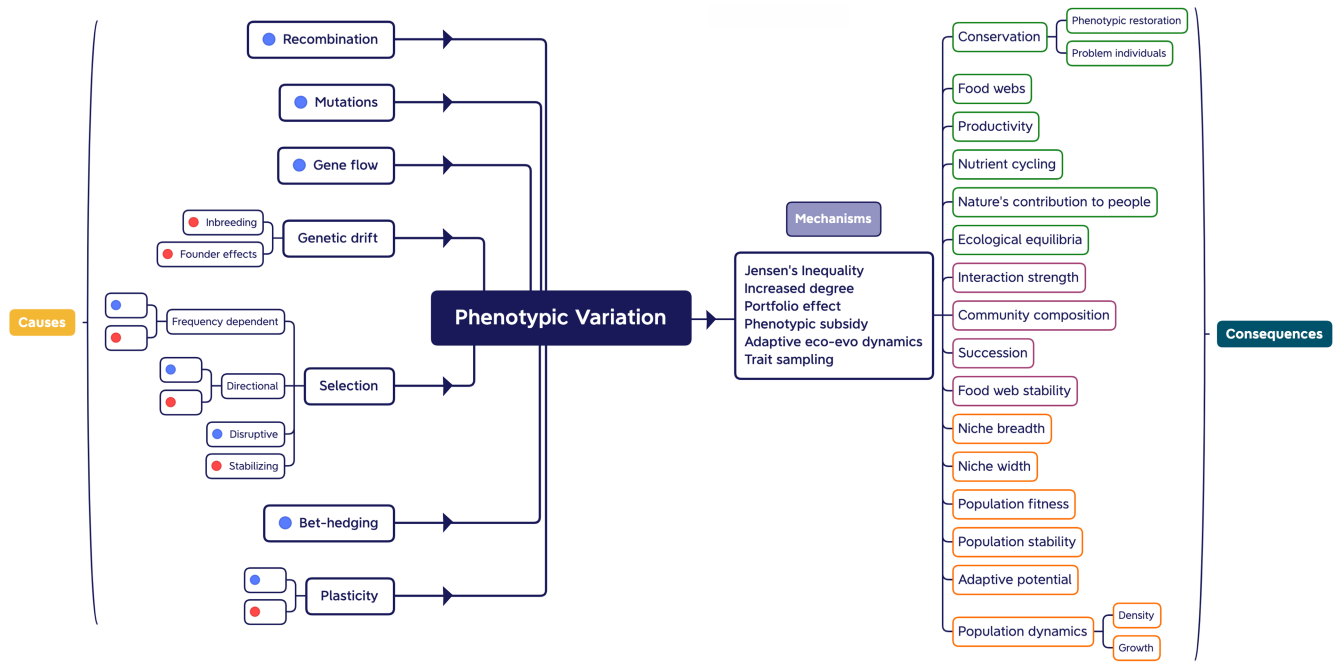 Causes
Recombination
Mutations
Gene flow
Inbreeding
Founder effects
Genetic drift
Frequency dependent
Directional
Disruptive
Stabilizing
Selection
Bet-hedging
Plasticity
Phenotypic Variation
Mechanisms
Jensen's Inequality
Increased degree
Portfolio effect
Phenotypic subsidy
Adaptive eco-evo dynamics
Trait sampling
Conservation
Phenotypic restoration
Problem individuals
Food webs
Productivity
Nutrient cycling
Nature's contribution to people
Ecological equilibria
Interaction strength
Community composition
Succession
Food web stability
Niche breadth
Niche width
Population fitness
Population stability
Adaptive potential
Population dynamics
Density
Growth
Consequences